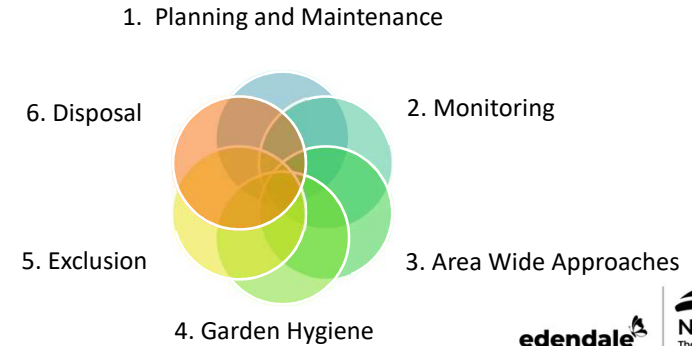 1. Planning and Maintenance
6. Disposal
2. Monitoring
5. Exclusion
3. Area Wide Approaches
4. Garden Hygiene
edendale